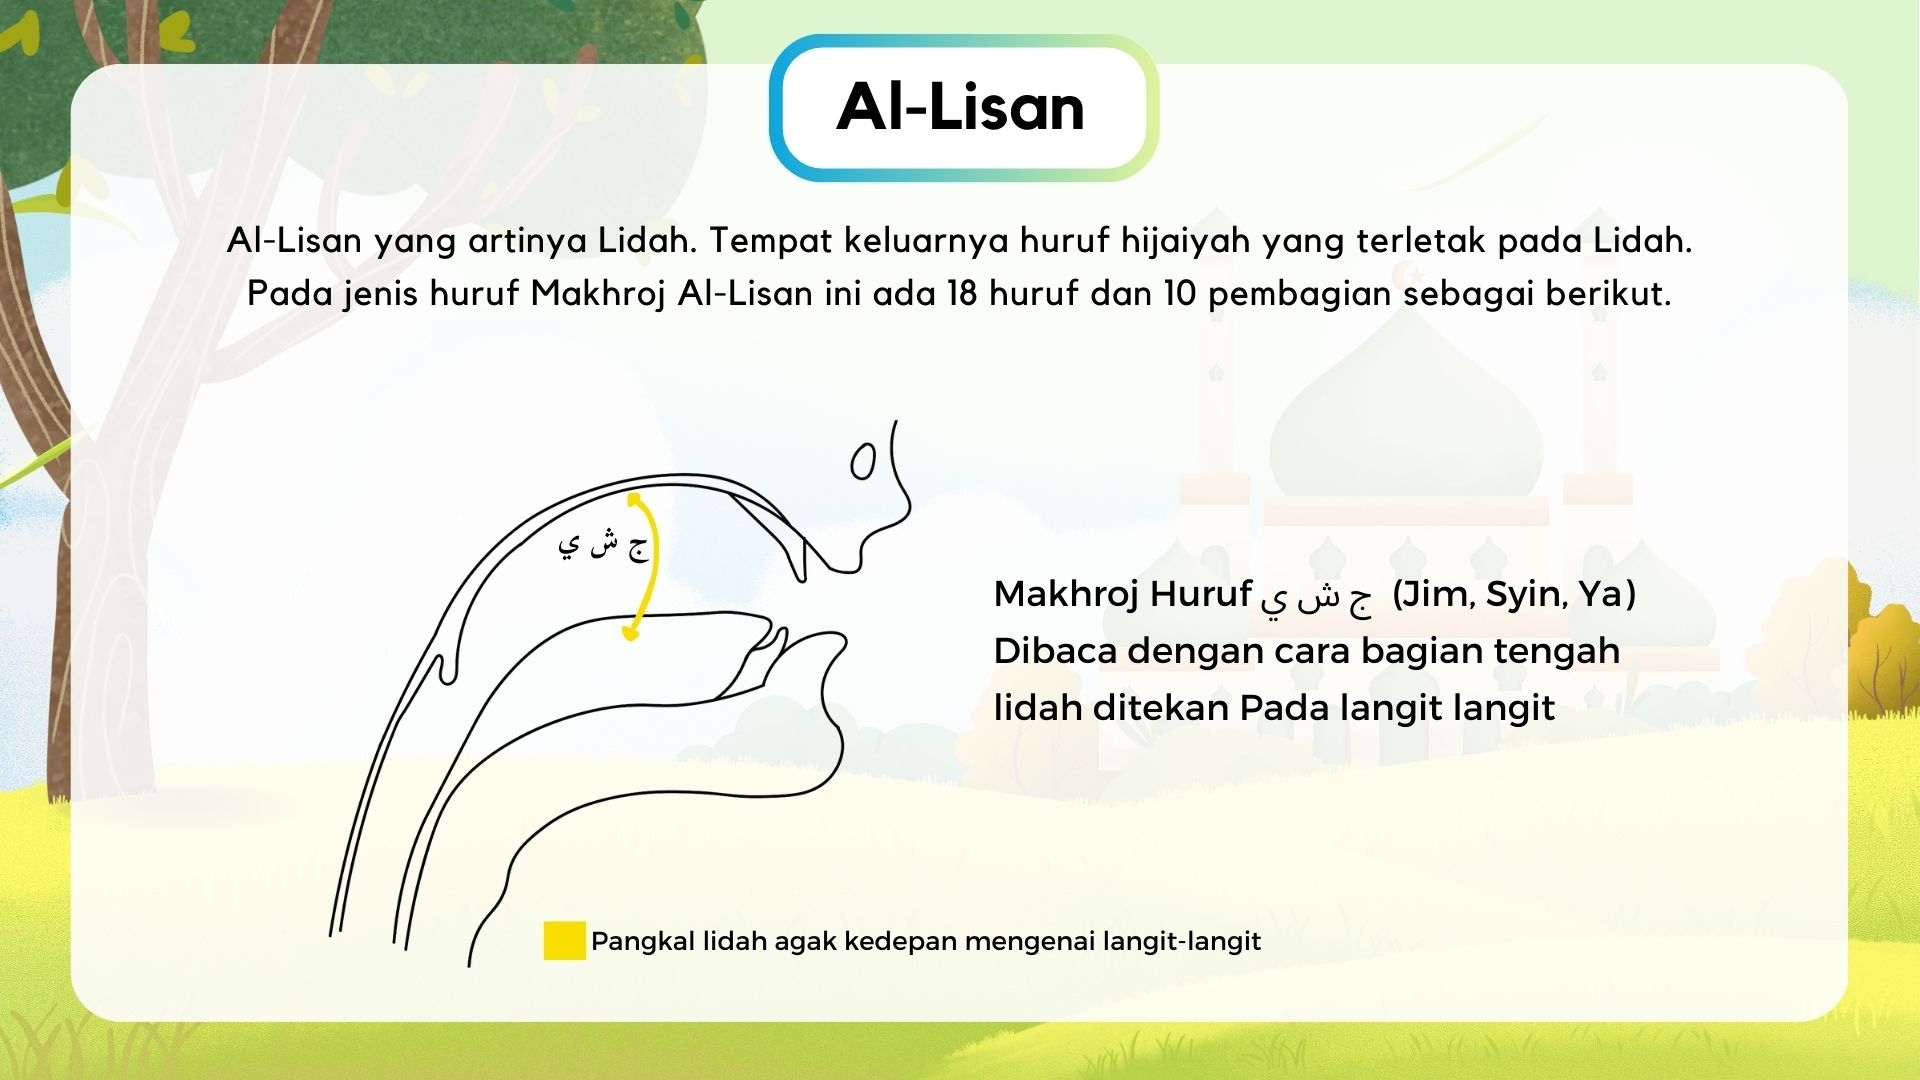 Al-Lisan
Al-Lisan yang artinya Lidah. Tempat keluarnya huruf hijaiyah yang terletak pada Lidah.
Pada jenis huruf Makhroj Al-Lisan ini ada 18 huruf dan 10 pembagian sebagai berikut.
ج ش ي
Makhroj Huruf ج ش ي (Jim, Syin, Ya)
Dibaca dengan cara bagian tengah
lidah ditekan Pada langit langit
Pangkal lidah agak kedepan mengenai langit-langit